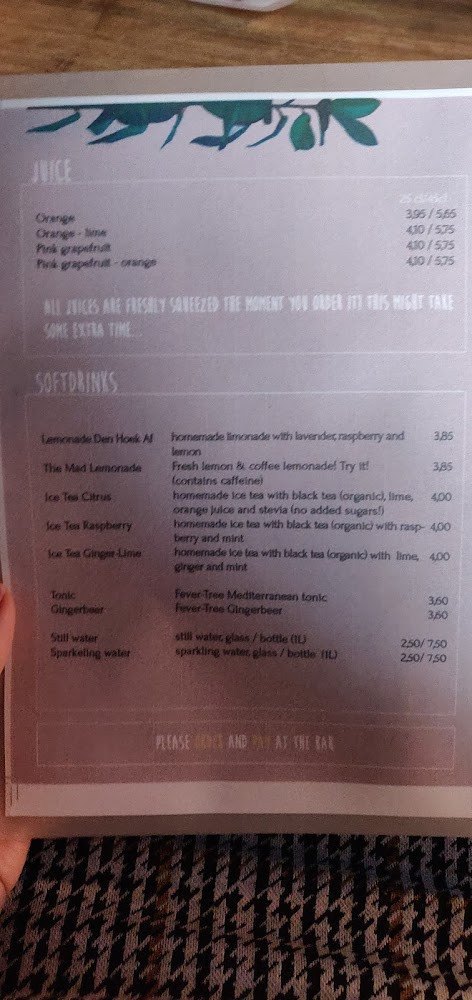 JUICE
25 cl/45cl
Orange 3,95 / 5,65
Orange - lime 4,10 / 5,75
Pink grapefruit 4,10 / 5,75
Pink grapefruit - orange 4,10 / 5,75
ALL JUICES ARE FRESHLY SQUEEZED THE MOMENT YOU ORDER IT! THIS MIGHT TAKE
SOME EXTRA TIME...
SOFTDRINKS
Lemonade Den Hoek Af homemade limonade with lavender, raspberry and 3,85
lemon
The Mad Lemonade Fresh lemon & coffee lemonade! Try it! 3,85
(contains caffeine)
Ice Tea Citrus homemade ice tea with black tea (organic), lime, 4,00
orange juice and stevia (no added sugars!)
Ice Tea Raspberry homemade ice tea with black tea (organic) with rasp- 4,00
berry and mint
Ice Tea Ginger-Lime homemade ice tea with black tea (organic) with lime, 4,00
ginger and mint
Tonic Fever-Tree Mediterranean tonic 3,60
Gingerbeer Fever-Tree Gingerbeer 3,60
Still water still water, glass / bottle (1L) 2,50/ 7,50
Sparkeling water sparkling water, glass / bottle (1L) 2,50/ 7,50
PLEASE ORDER AND PAY AT THE BAR